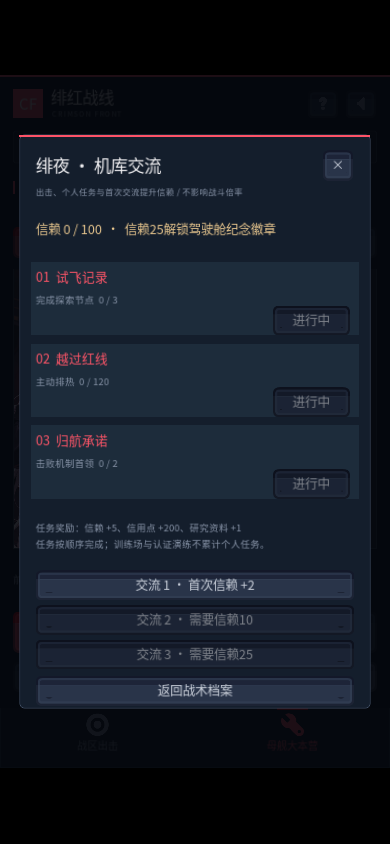 CF
绯红战线
?
绯夜 · 机库交流
×
出击、个人任务与首次交流提升信赖 / 不影响战斗倍率
信赖 0 / 100 · 信赖25解锁驾驶舱纪念徽章
01 试飞记录
完成探索节点 0 / 3
进行中
02 越过红线
主动排热 0 / 120
进行中
03 归航承诺
击败机制首领 0 / 2
进行中
任务奖励：信赖 +5、信用点 +200、研究资料 +1
任务按顺序完成；训练场与认证演练不累计个人任务。
交流 1 · 首次信赖 +2
交流 2 · 需要信赖10
交流 3 · 需要信赖25
返回战术档案